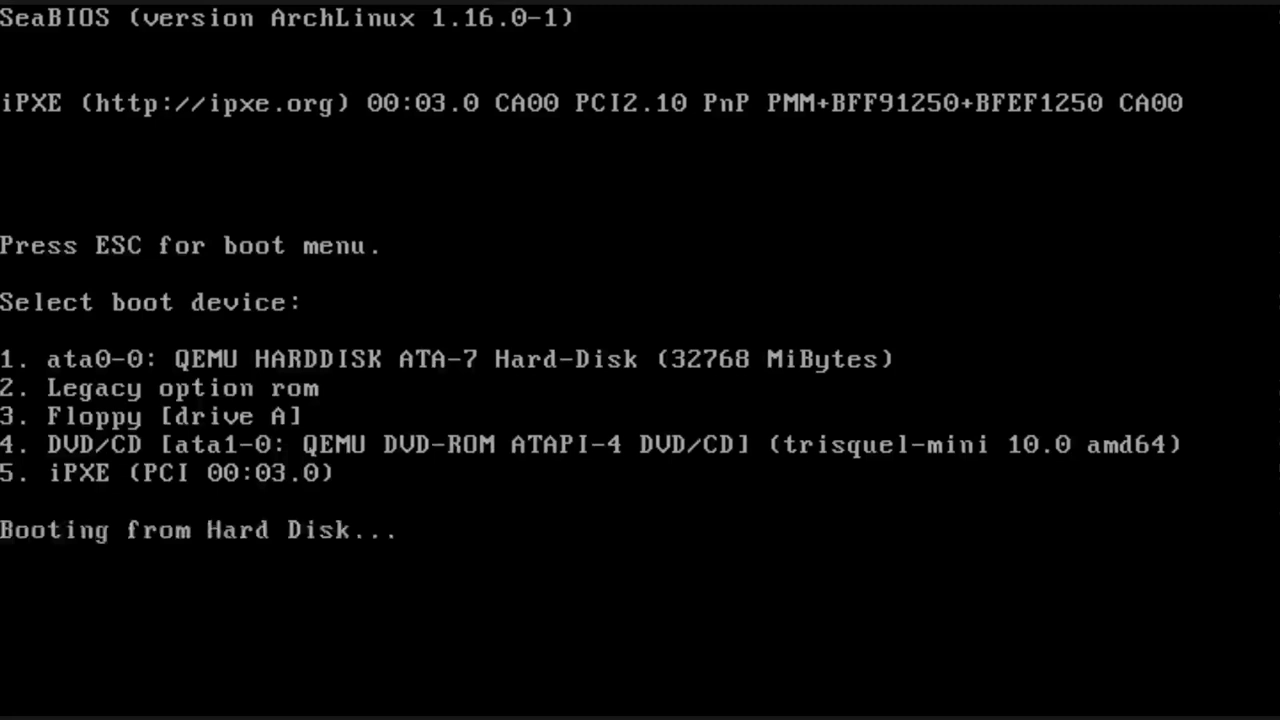 SeaBIOS (version ArchLinux 1.16.0-1)
iPXE (http://ipxe.org) 00:03.0 CA00 PCI2.10 PnP PMM+BFF91250+BFEF1250 CA00
Press ESC for boot menu.
Select boot device:
1. ata0-0: QEMU HARDDISK ATA-7 Hard-Disk (32768 MiBytes)
2. Legacy option rom
3. Floppy [drive A]
4. DVD/CD [ata1-0: QEMU DVD-ROM ATAPI-4 DVD/CD] (trisquel-mini 10.0 amd64)
5. iPXE (PCI 00:03.0)
Booting from Hard Disk...